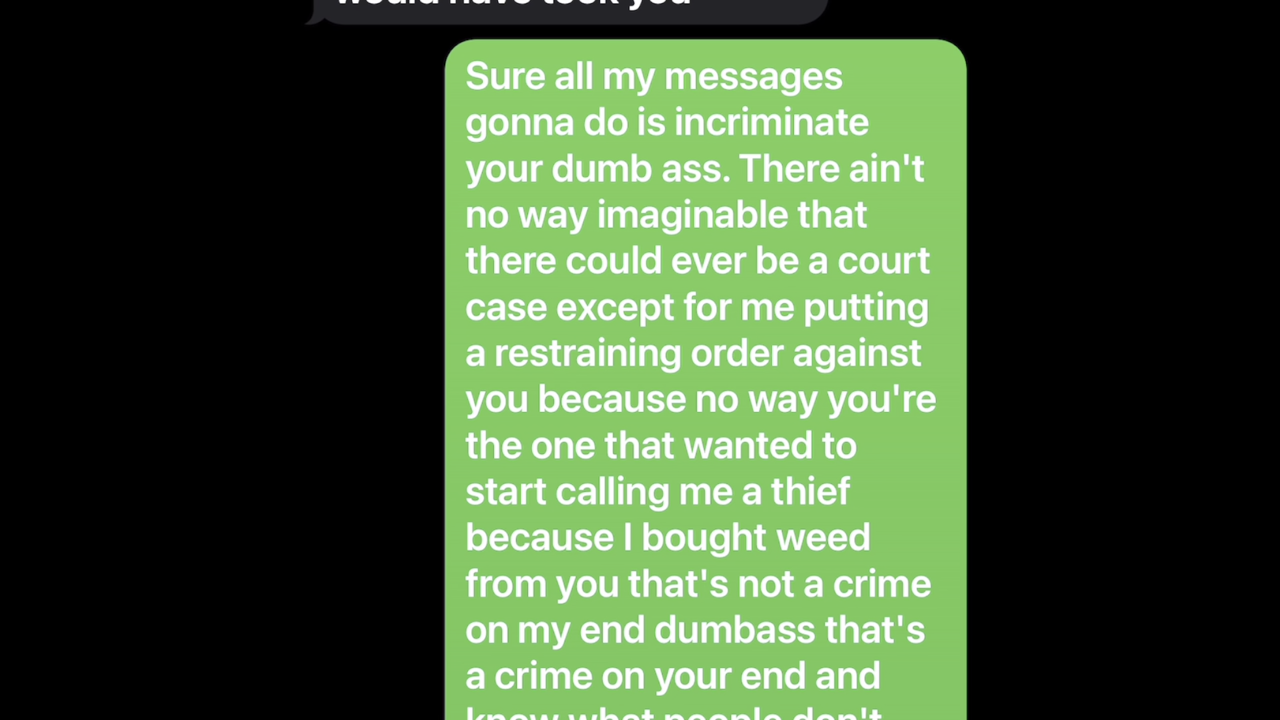 would have took you
Sure all my messages
gonna do is incriminate
your dumb ass. There ain't
no way imaginable that
there could ever be a court
case except for me putting
a restraining order against
you because no way you're
the one that wanted to
start calling me a thief
because I bought weed
from you that's not a crime
on my end dumbass that's
a crime on your end and
know what people don't